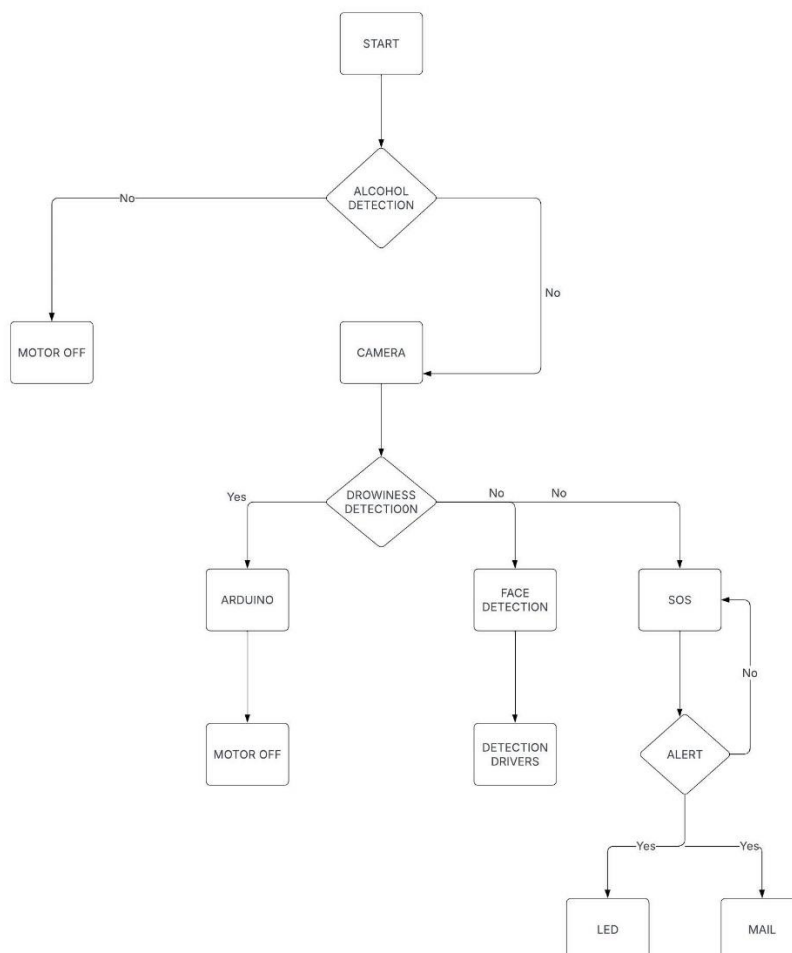 START
ALCOHOL
DETECTION
No
No
MOTOR OFF
CAMERA
Yes
DROWINESS
DETECTIO0N
No
No
ARDUINO
FACE
DETECTION
SOS
No
MOTOR OFF
DETECTION
DRIVERS
ALERT
Yes
Yes
LED
MAIL